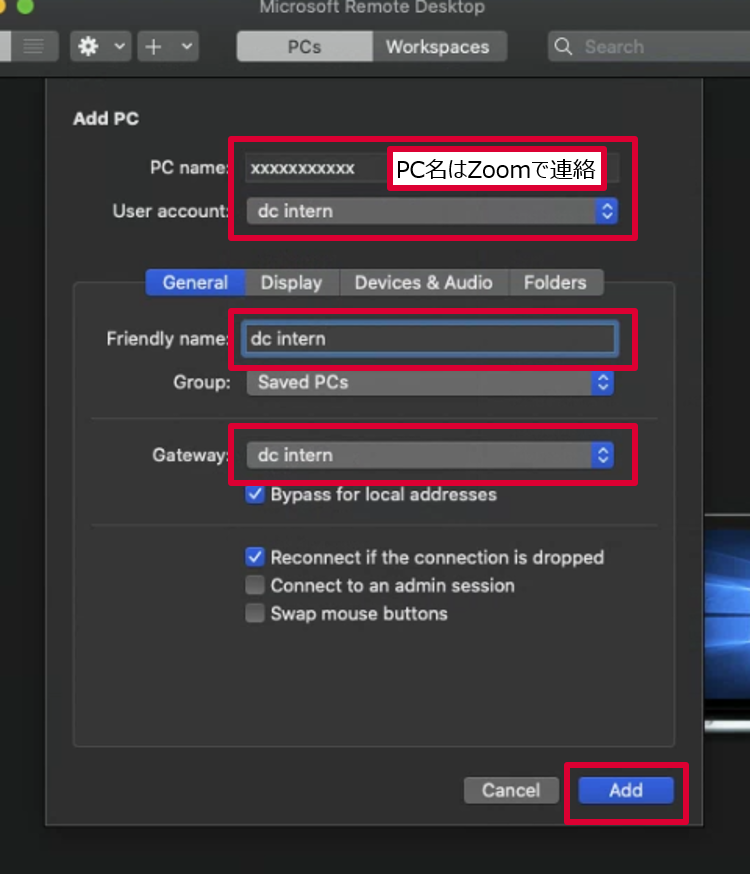 Microsoft Remote Desktop
PCs
Workspaces
Search
Add PC
PC name: xxxxxxxxxxx PC名はZoomで連絡
User account: dc intern
General Display Devices & Audio Folders
Friendly name: dc intern
Group: Saved PCs
Gateway: dc intern
Bypass for local addresses
Reconnect if the connection is dropped
Connect to an admin session
Swap mouse buttons
Cancel Add